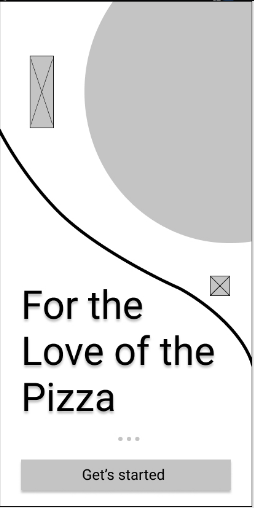 For the
Love of the
Pizza
Get's started